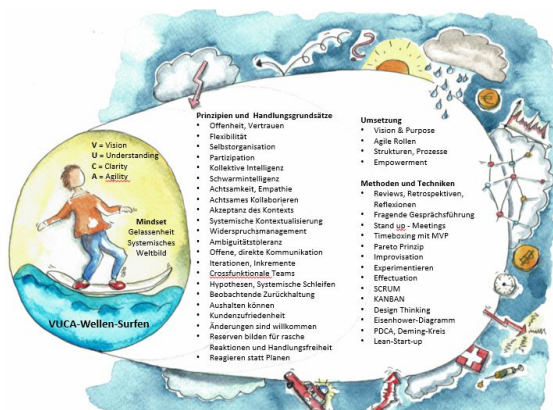 V = Vision
U = Understanding
C = Clarity
A = Agility
Mindset
Gelassenheit
Systemisches
Weltbild
VUCA-Wellen-Surfen
Prinzipien und Handlungsgrundsätze
• Offenheit, Vertrauen
• Flexibilität
• Selbstorganisation
• Partizipation
• Kollektive Intelligenz
• Schwarmintelligenz
• Achtsamkeit, Empathie
• Achtsames Kollaborieren
• Akzeptanz des Kontexts
• Systemische Kontextualisierung
• Widerspruchsmanagement
• Ambiguitätstoleranz
• Offene, direkte Kommunikation
• Iterationen, Inkremente
• Crossfunktionale Teams
• Hypothesen, Systemische Schleifen
• Beobachtende Zurückhaltung
• Aushalten können
• Kundenzufriedenheit
• Änderungen sind willkommen
• Reserven bilden für rasche
• Reaktionen und Handlungsfreiheit
• Reagieren statt Planen
Umsetzung
• Vision & Purpose
• Agile Rollen
• Strukturen, Prozesse
• Empowerment
Methoden und Techniken
• Reviews, Retrospektiven,
Reflexionen
• Fragende Gesprächsführung
• Stand up - Meetings
• Timeboxing mit MVP
• Pareto Prinzip
• Improvisation
• Experimentieren
• Effectuation
• SCRUM
• KANBAN
• Design Thinking
• Eisenhower-Diagramm
• PDCA, Deming-Kreis
• Lean-Start-up